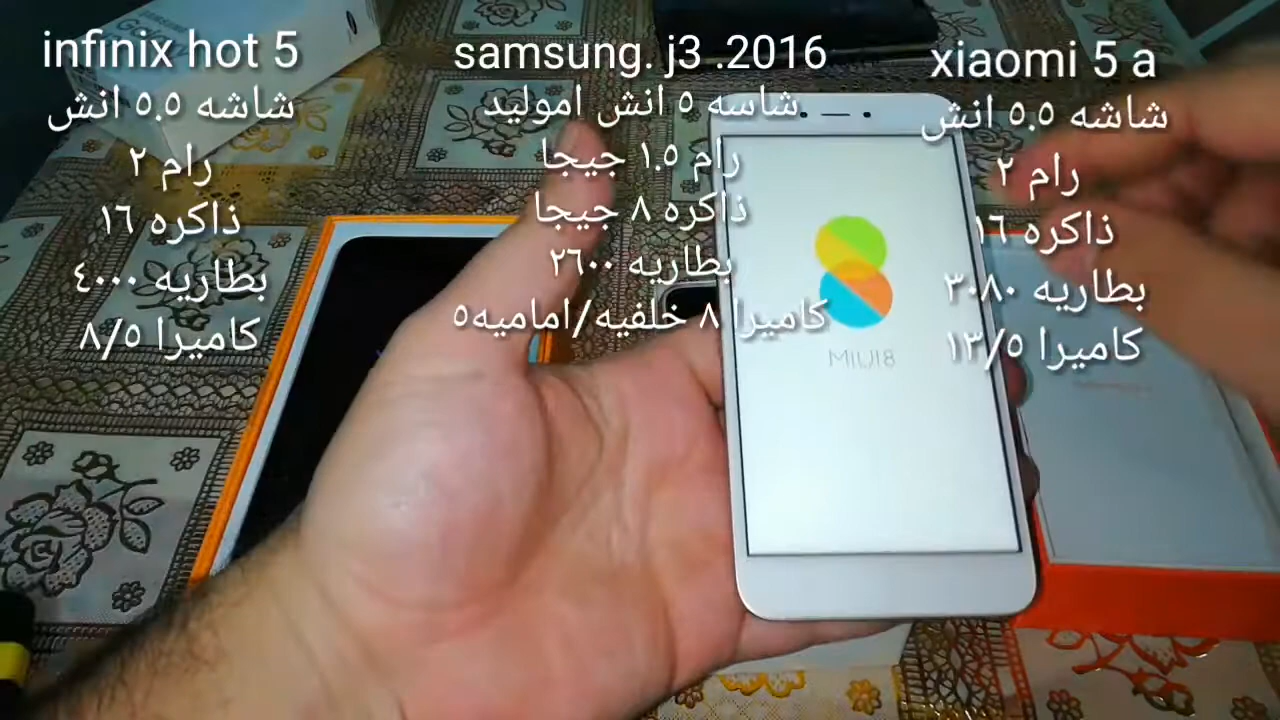 infinix hot 5
شاشه ٥.٥ انش
رام ٢
ذاكره ١٦
بطاريه ٤٠٠٠
كاميرا ٨/٥
samsung. j3 .2016
شاسه ٥ انش اموليد
رام ١.٥ جيجا
ذاكره ٨ جيجا
بطاريه ٢٦٠٠
كاميرا ٨ خلفيه/اماميه٥
xiaomi 5 a
شاشه ٥.٥ انش
رام ٢
ذاكره ١٦
بطاريه ٣٠٨٠
كاميرا ١٣/٥
MIUI8
SAMSUNG